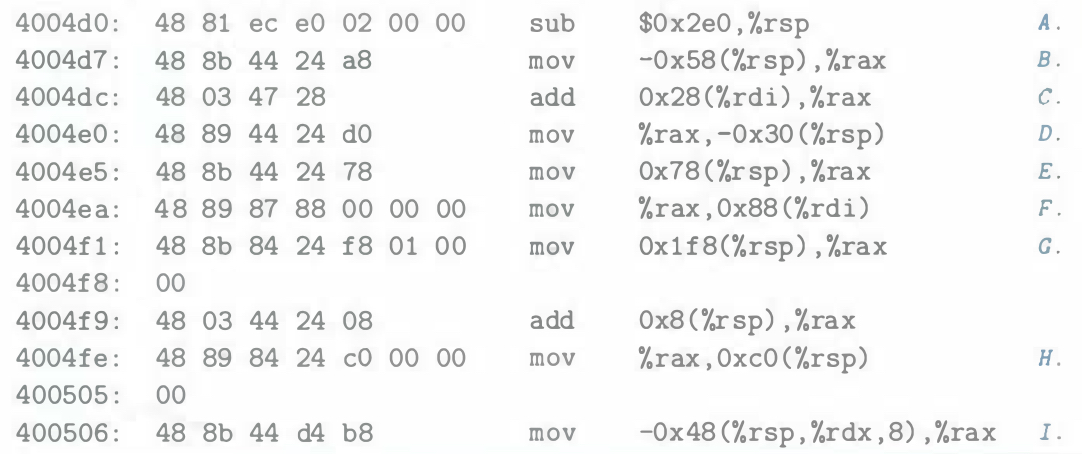 4004d0: 48 81 ec e0 02 00 00 sub $0x2e0,%rsp A.
4004d7: 48 8b 44 24 a8 mov -0x58(%rsp),%rax B.
4004dc: 48 03 47 28 add 0x28(%rdi),%rax C.
4004e0: 48 89 44 24 d0 mov %rax,-0x30(%rsp) D.
4004e5: 48 8b 44 24 78 mov 0x78(%rsp),%rax E.
4004ea: 48 89 87 88 00 00 00 mov %rax,0x88(%rdi) F.
4004f1: 48 8b 84 24 f8 01 00 mov 0x1f8(%rsp),%rax G.
4004f8: 00
4004f9: 48 03 44 24 08 add 0x8(%rsp),%rax
4004fe: 48 89 84 24 c0 00 00 mov %rax,0xc0(%rsp) H.
400505: 00
400506: 48 8b 44 d4 b8 mov -0x48(%rsp,%rdx,8),%rax I.